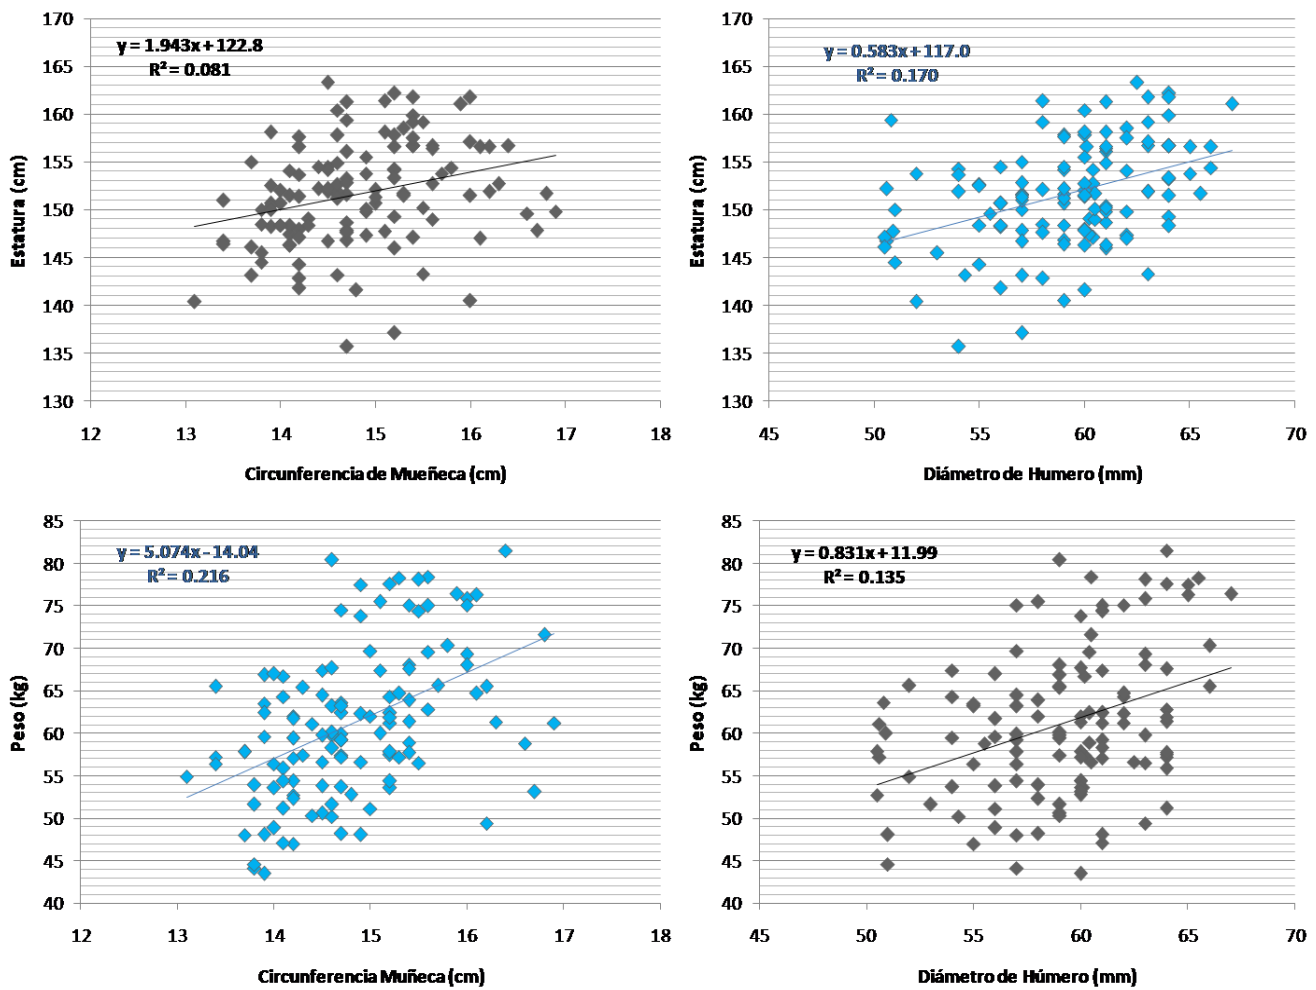 y = 1.943x + 122.8
R² = 0.081
Estatura (cm)
170
165
160
155
150
145
140
135
130
12 13 14 15 16 17 18
Circunferencia de Mueñeca (cm)
y = 0.583x + 117.0
R² = 0.170
Estatura (cm)
170
165
160
155
150
145
140
135
130
45 50 55 60 65 70
Diámetro de Humero (mm)
y = 5.074x - 14.04
R² = 0.216
Peso (kg)
85
80
75
70
65
60
55
50
45
40
12 13 14 15 16 17 18
Circunferencia Muñeca (cm)
y = 0.831x + 11.99
R² = 0.135
Peso (kg)
85
80
75
70
65
60
55
50
45
40
45 50 55 60 65 70
Diámetro de Húmero (mm)